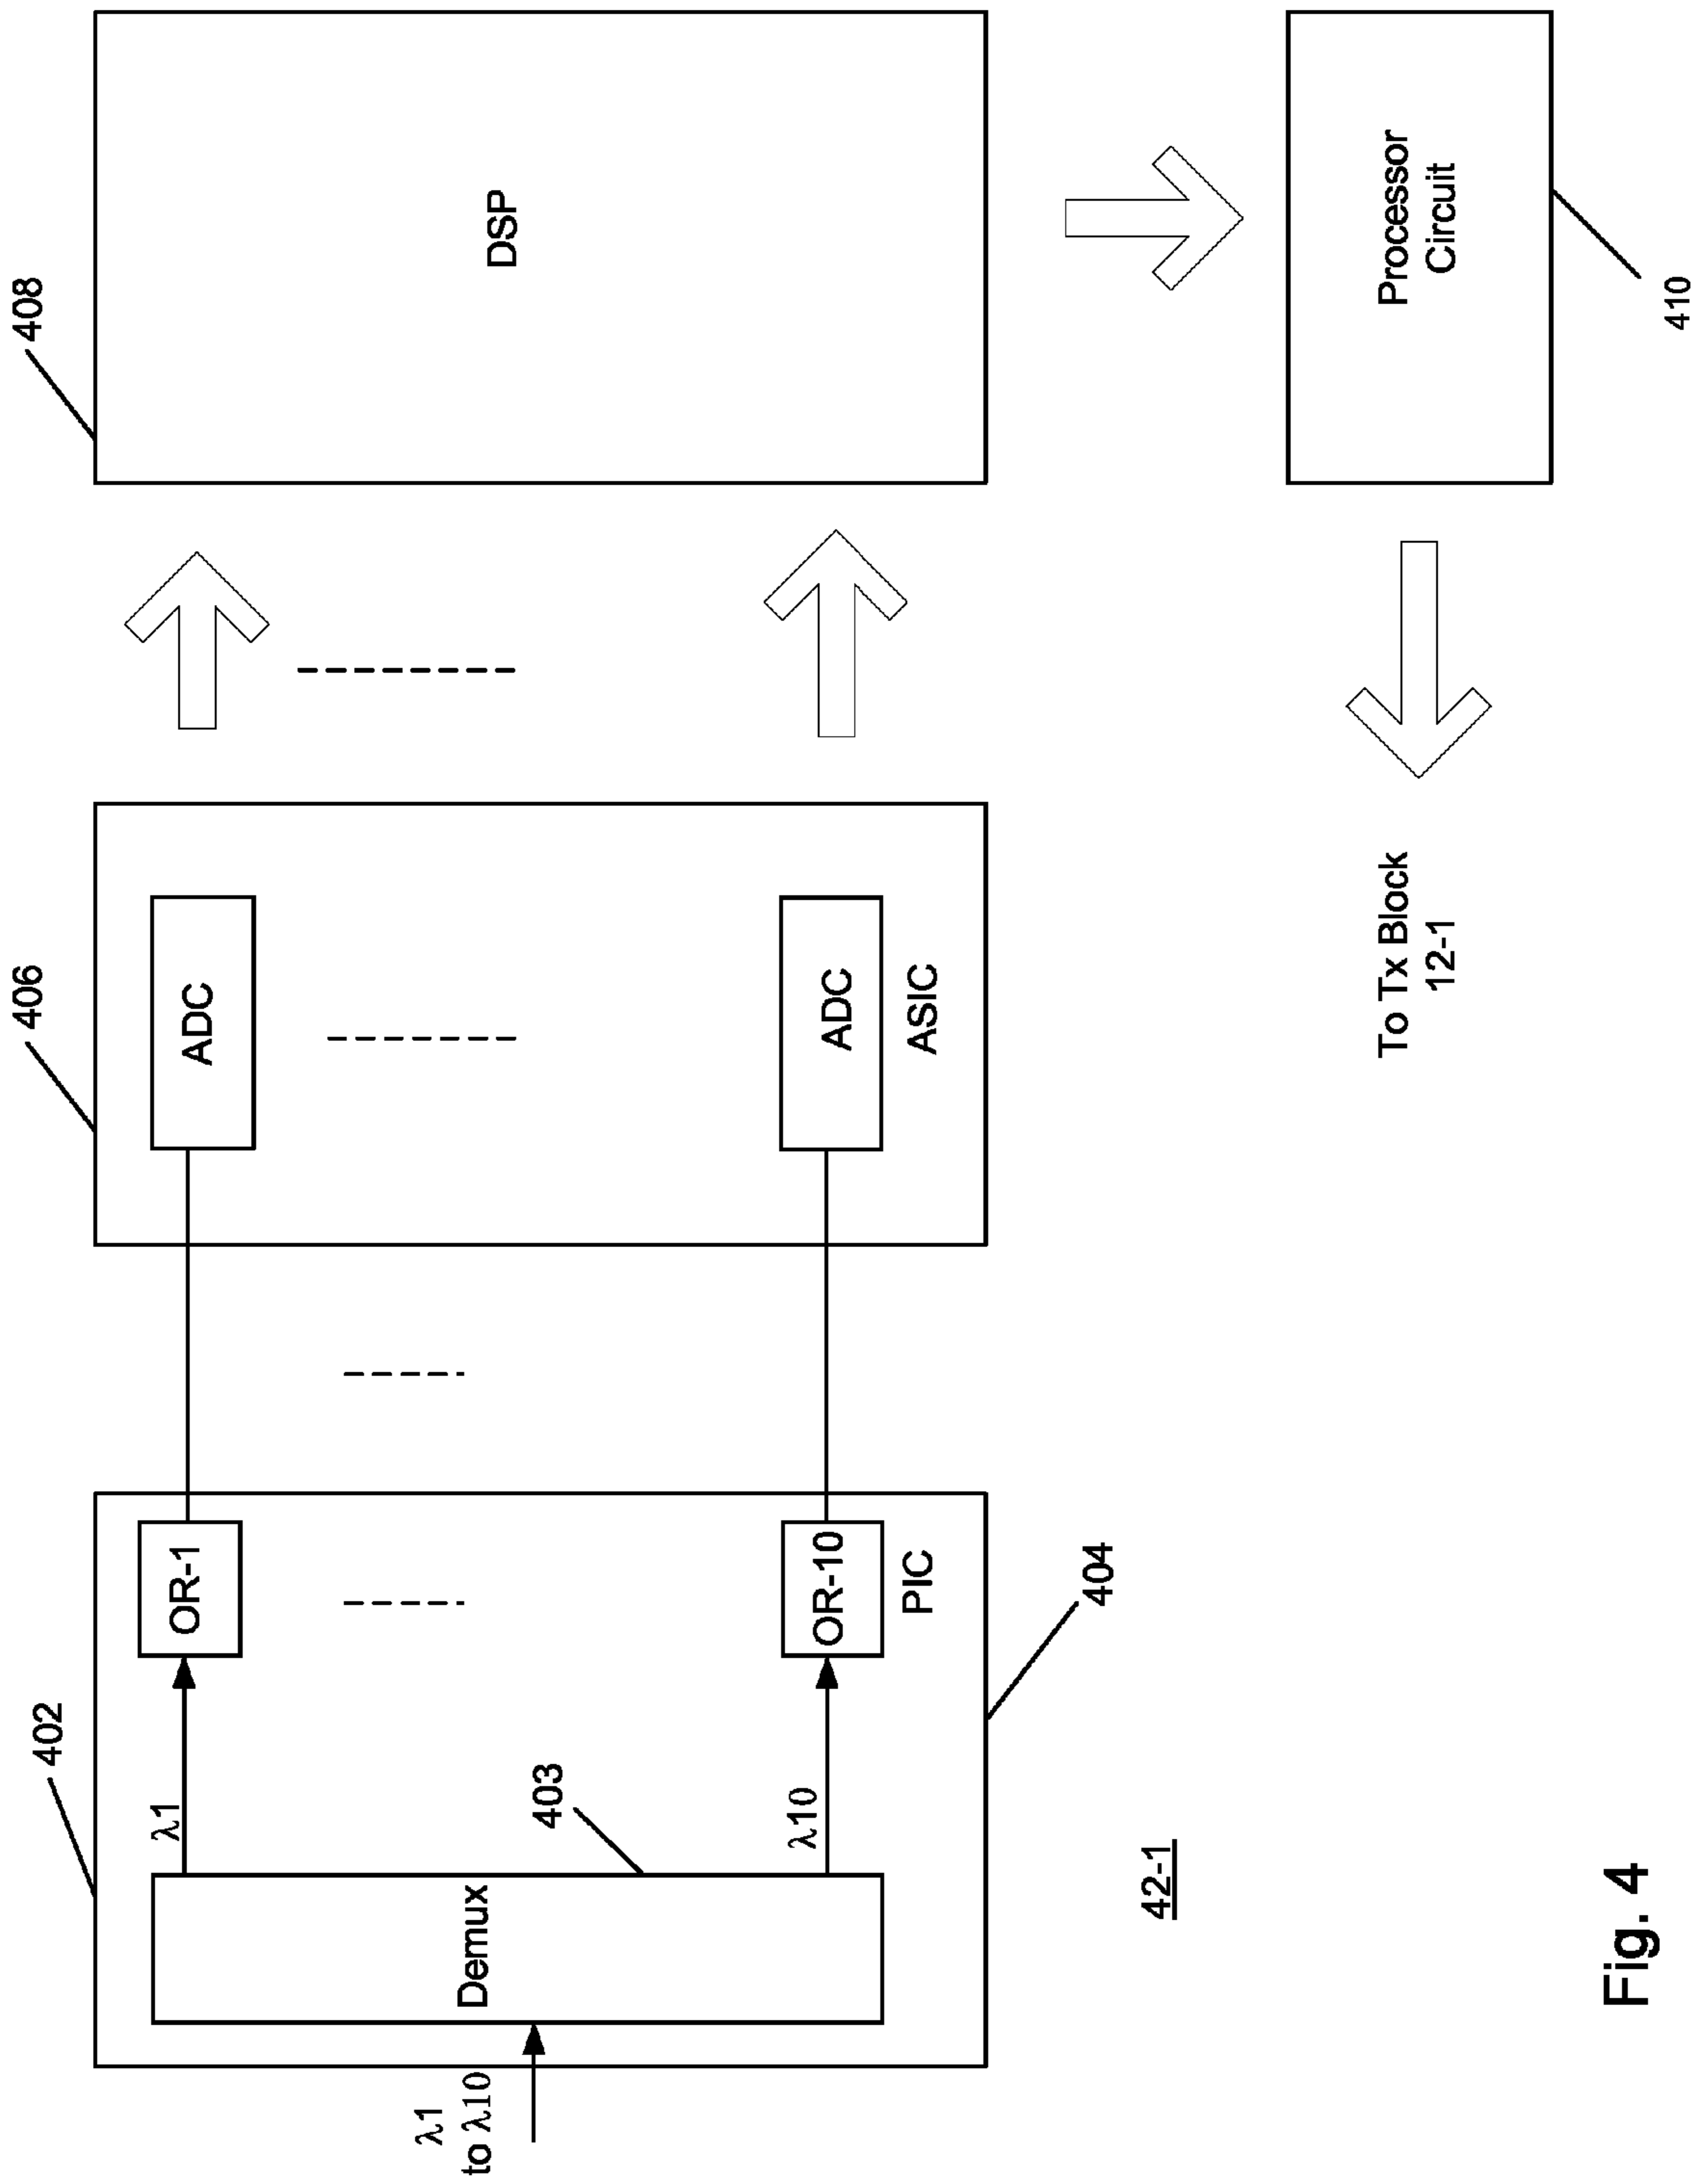 402
406
408
λ1
OR-1
ADC
λ1
to λ10
Demux
DSP
403
λ10
OR-10
ADC
PIC
ASIC
404
42-1
To Tx Block
12-1
Processor
Circuit
410
Fig. 4